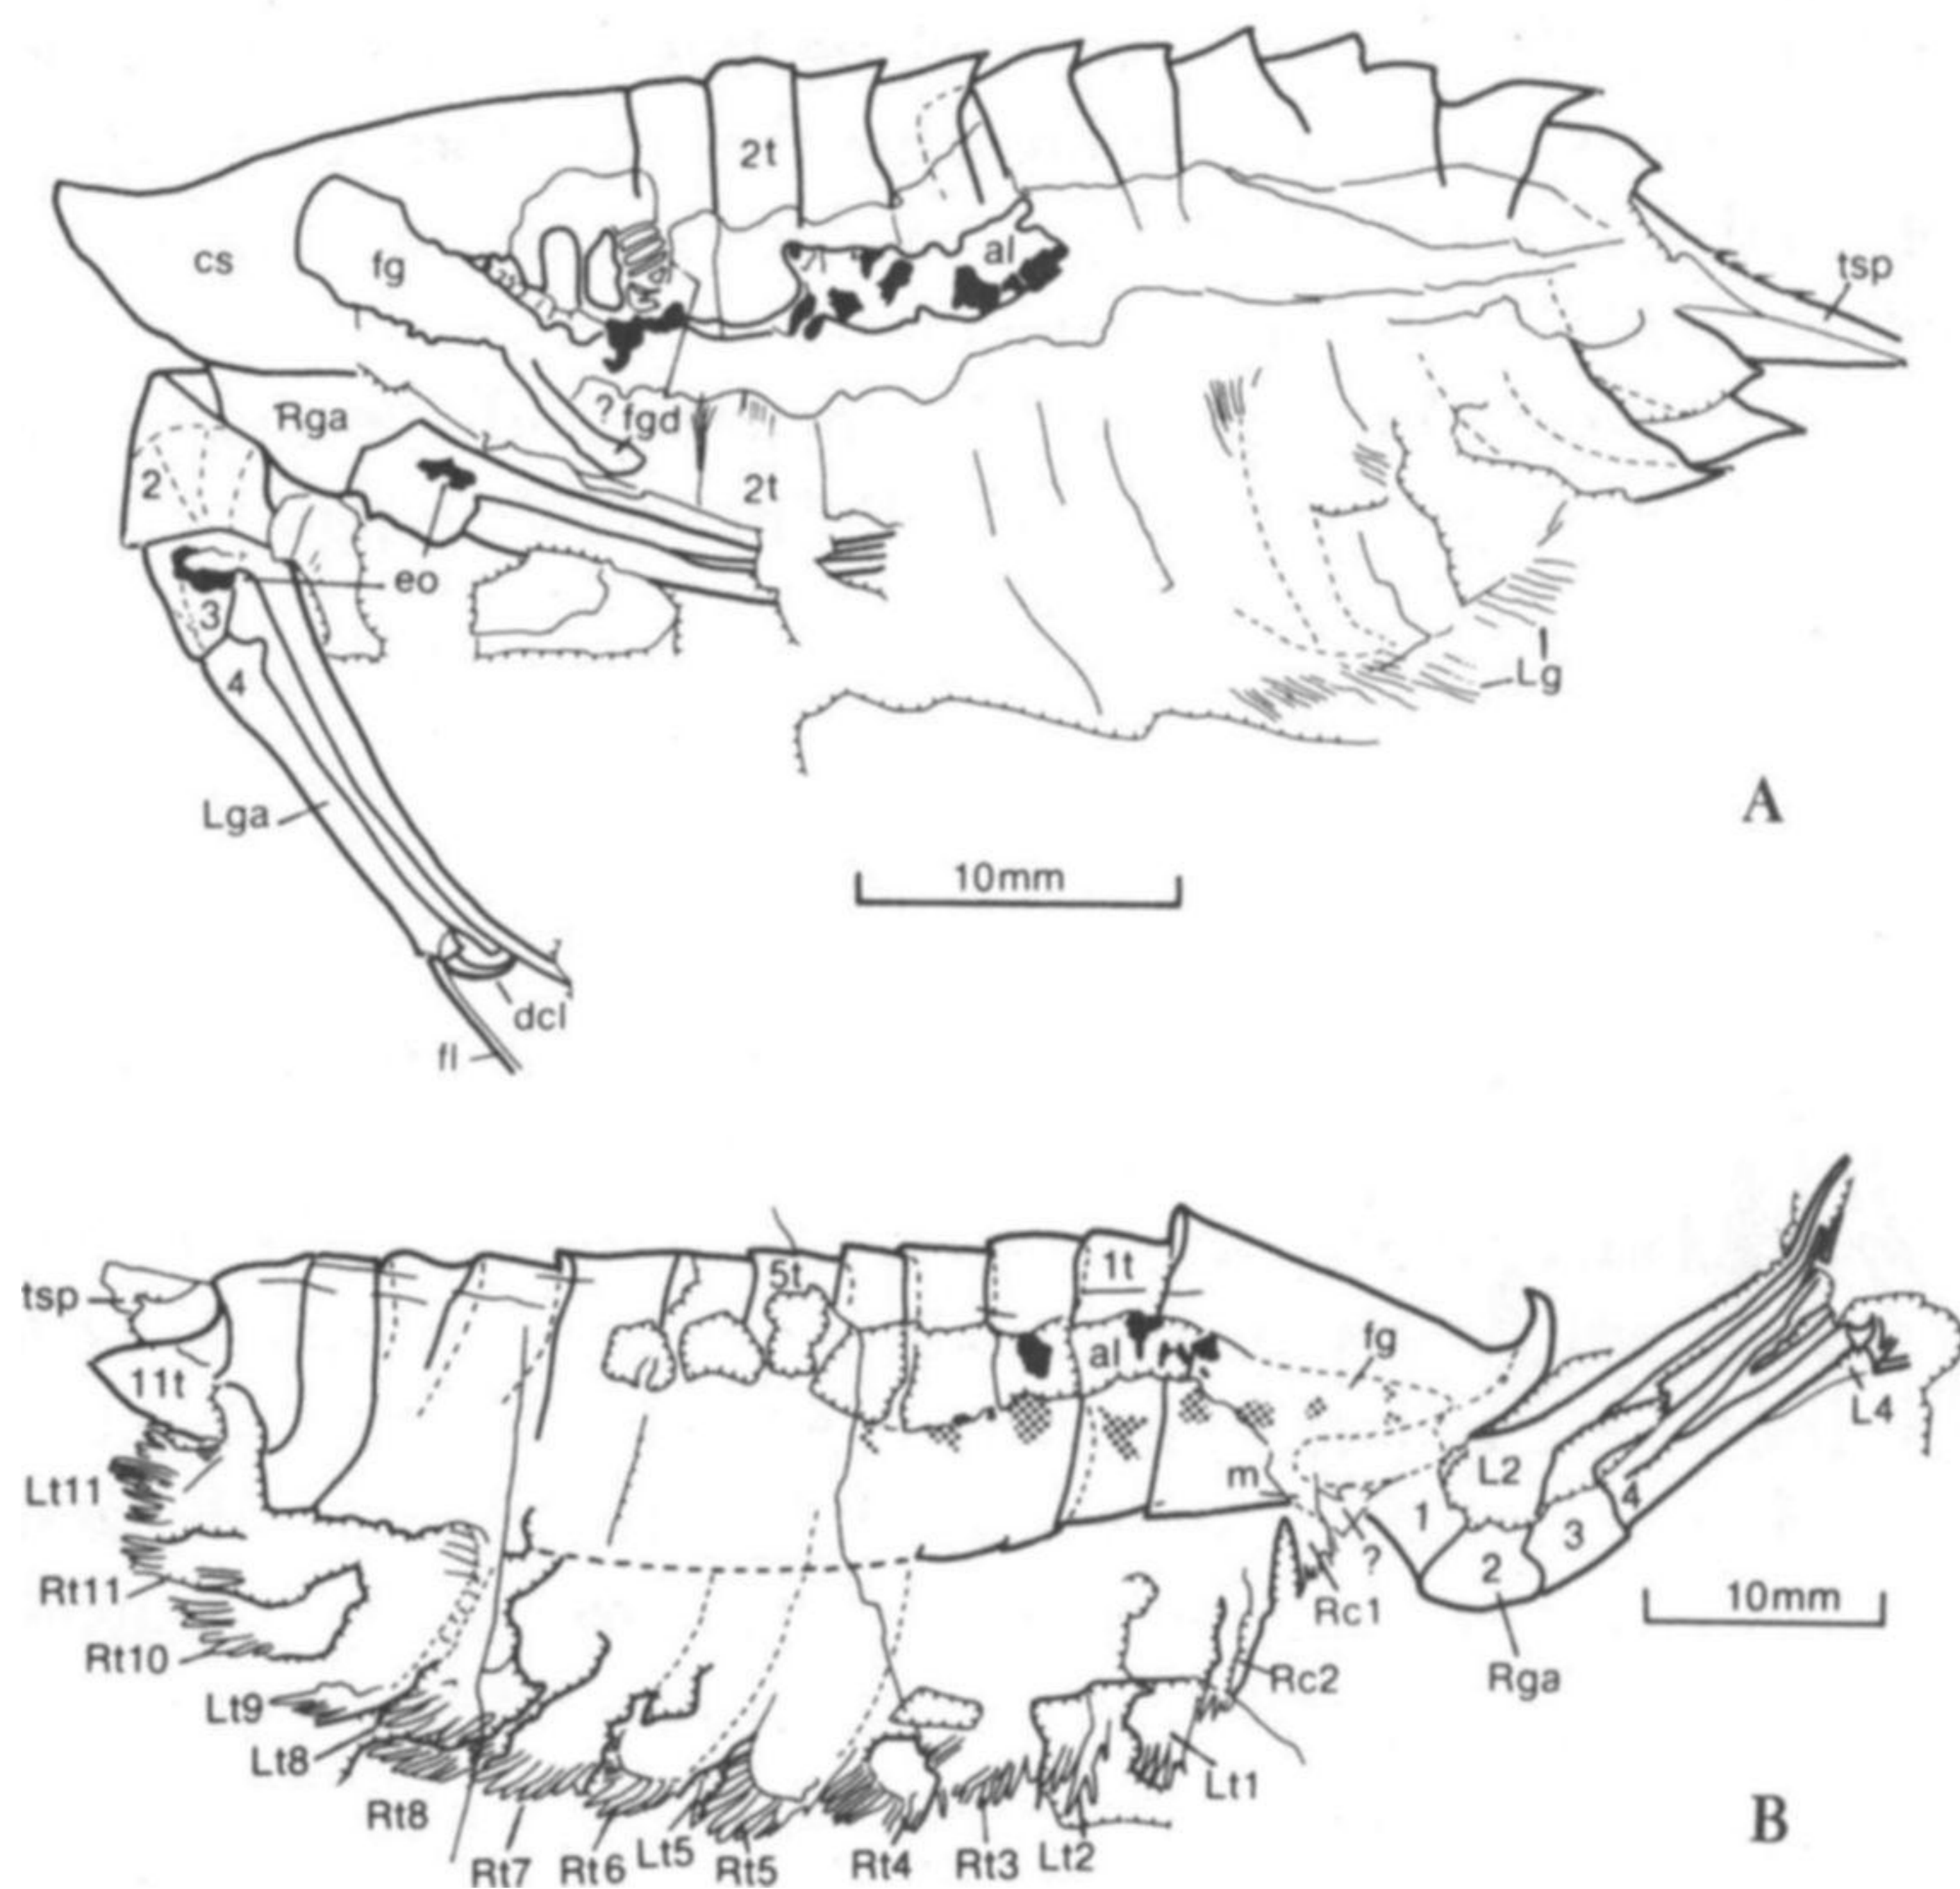 2t
cs
fg
al
tsp
Rga
? fgd
2
2t
eo
3
4
Lg
Lga
A
10mm
dcl
fl
1t
tsp
5t
fg
al
11t
L4
m
L2
Lt11
4
1
3
?
2
Rt11
10mm
Rc1
Rt10
Rc2
Rga
Lt9
Lt8
Lt1
Rt8
B
Lt5
Rt7
Rt6
Rt5
Rt4
Rt3
Lt2